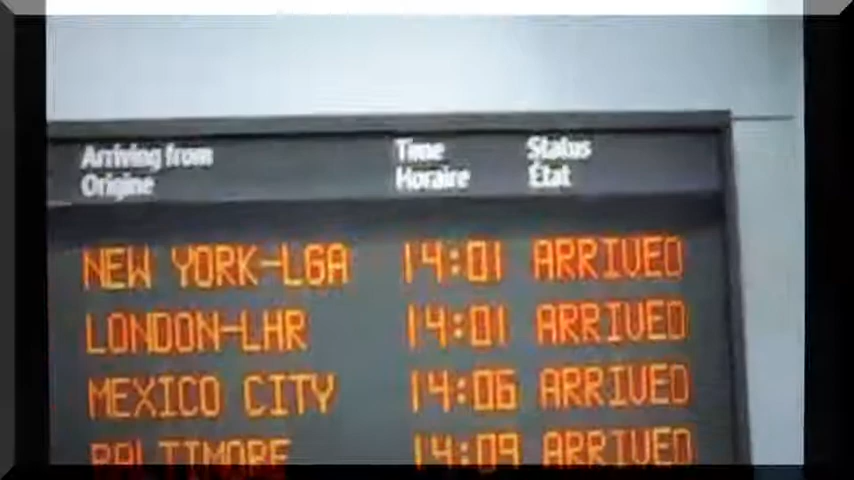 Arriving from Time Status
Origine Horaire État
NEW YORK-LGA 14:01 ARRIVED
LONDON-LHR 14:01 ARRIVED
MEXICO CITY 14:06 ARRIVED
BALTIMORE 14:09 ARRIVED